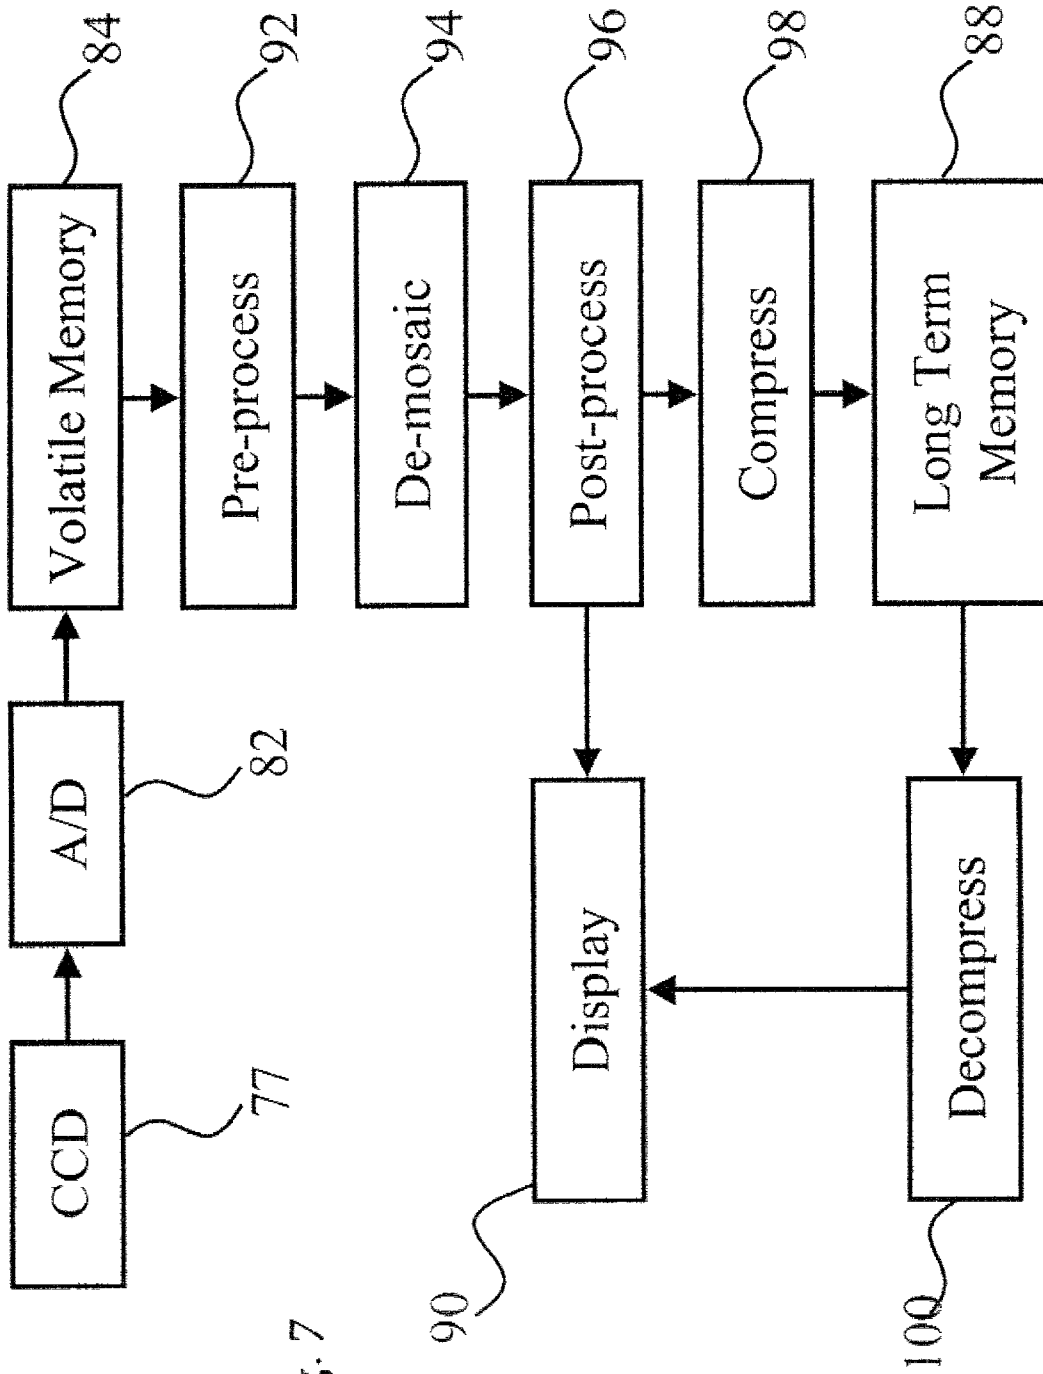 CCD
A/D
Volatile Memory
84
77
82
Pre-process
92
7
De-mosaic
94
90
Display
Post-process
96
Compress
98
100
Decompress
Long Term
Memory
88